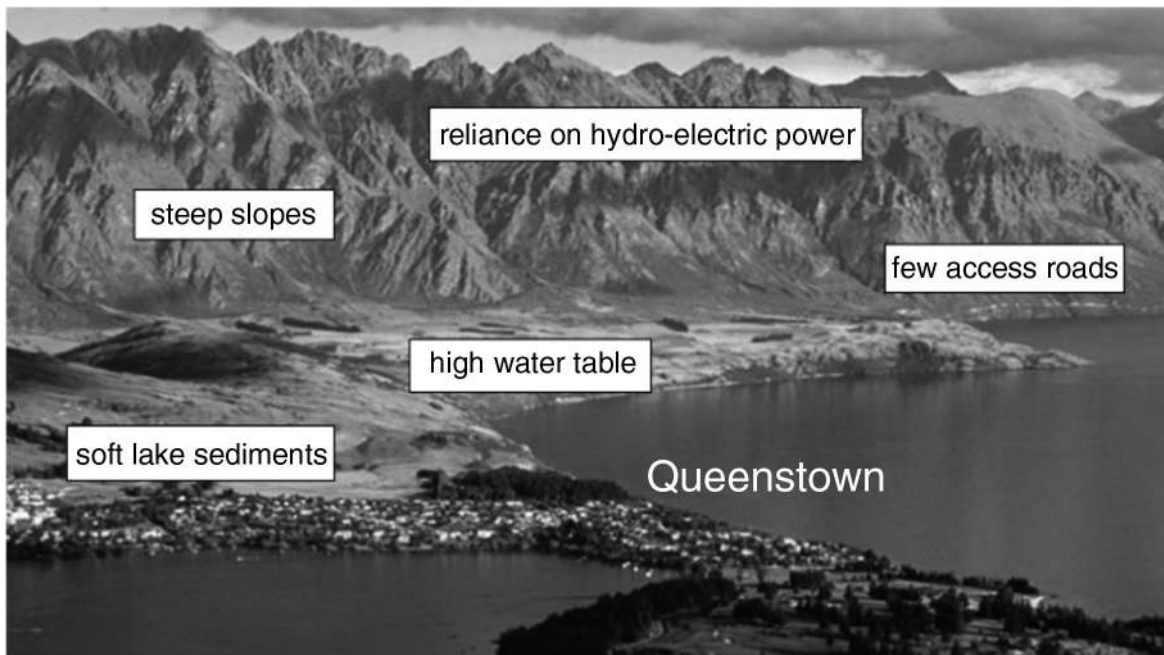 reliance on hydro-electric power
steep slopes
few access roads
high water table
soft lake sediments
Queenstown